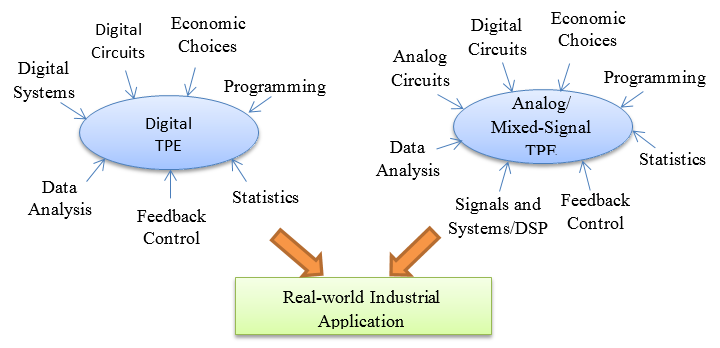 Digital
Circuits
Economic
Choices
Digital
Systems
Programming
Digital
TPE
Data
Analysis
Feedback
Control
Statistics
Digital
Circuits
Economic
Choices
Analog
Circuits
Programming
Analog/
Mixed-Signal
TPE
Data
Analysis
Statistics
Signals and
Systems/DSP
Feedback
Control
Real-world Industrial
Application